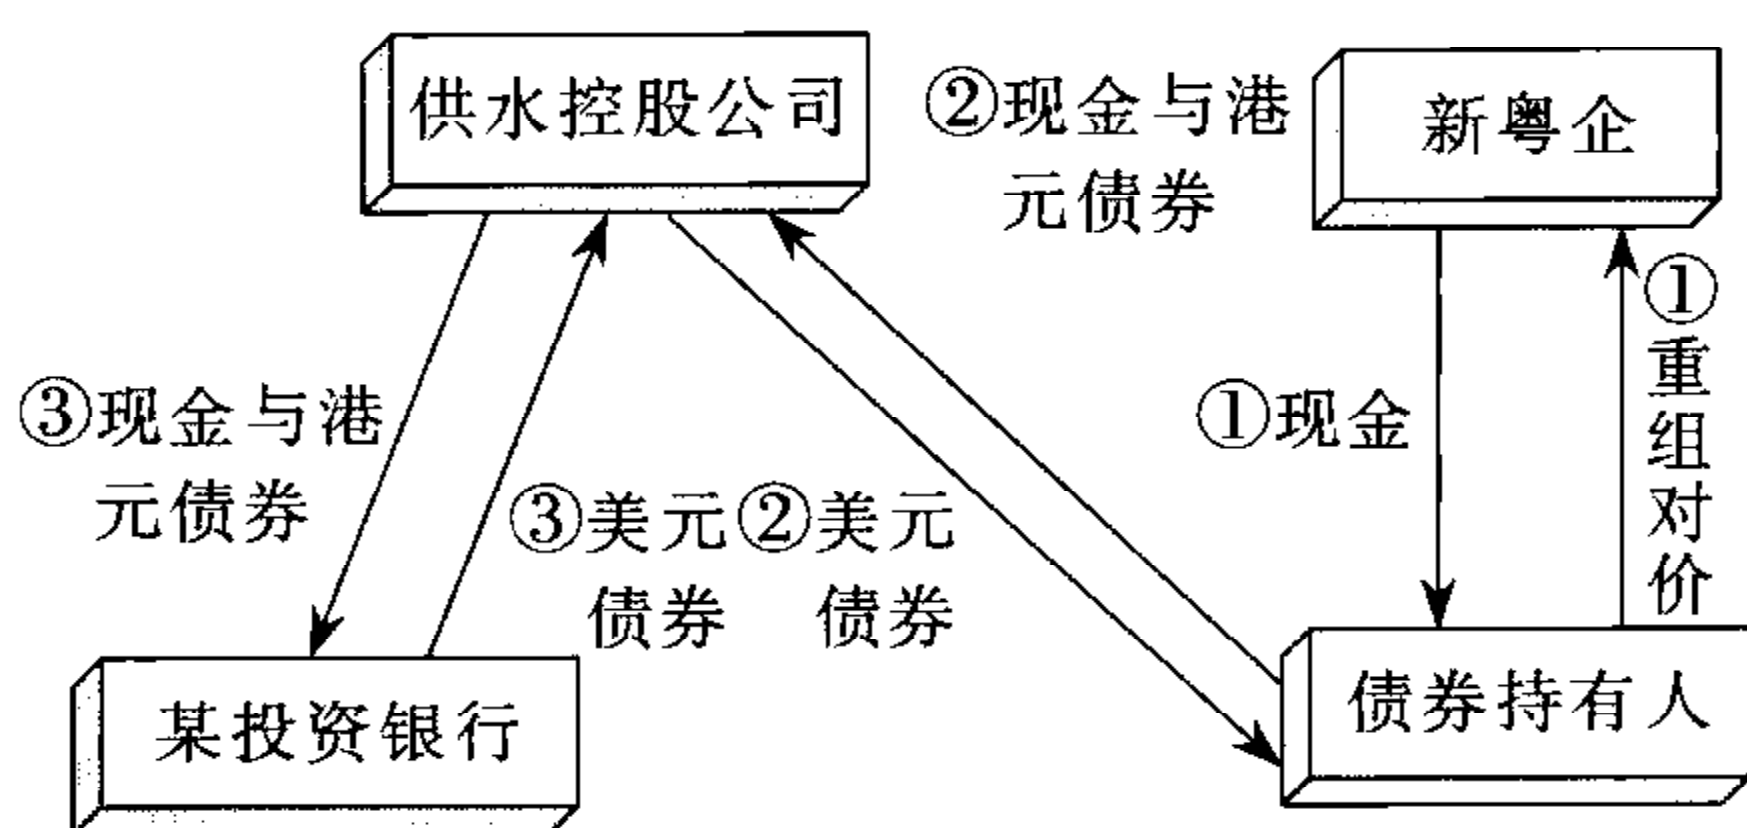 供水控股公司
②现金与港
元债券
新粤企
①
重
组
对
价
③现金与港
元债券
①现金
③美元
债券
②美元
债券
某投资银行
债券持有人